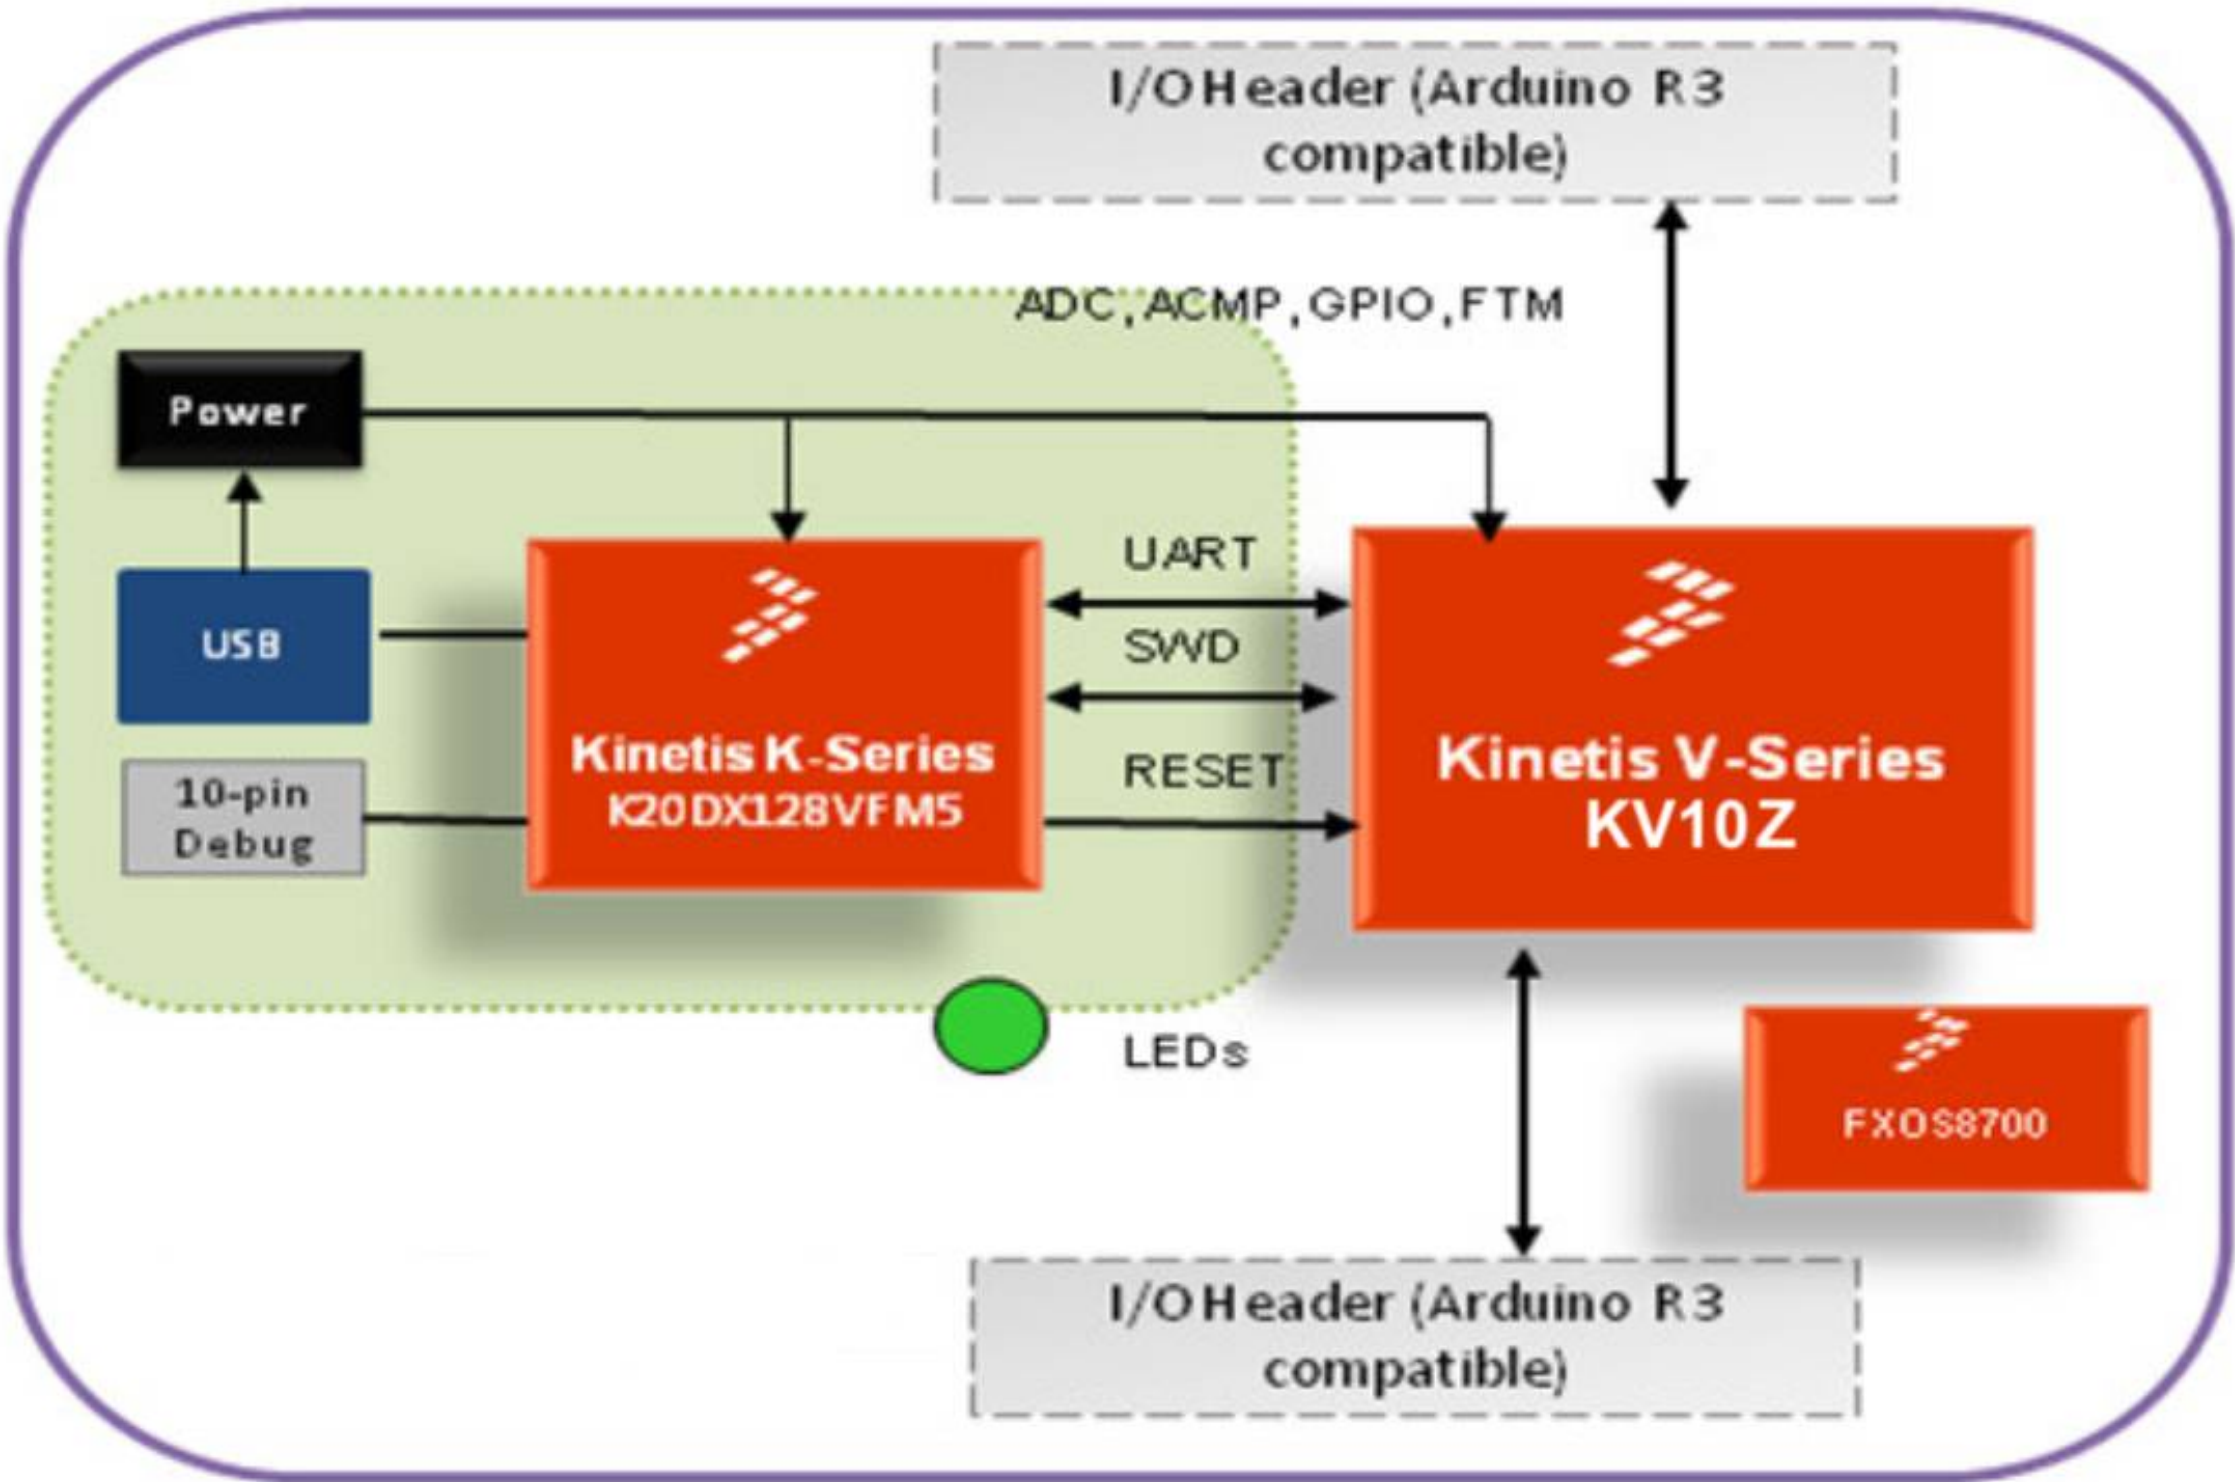 I/O Header (Arduino R3
compatible)
ADC, ACMP, GPIO, FTM
Power
USB
10-pin
Debug
Kinetis K-Series
K20DX128VFM5
UART
SWD
RESET
Kinetis V-Series
KV10Z
LEDs
FXOS8700
I/O Header (Arduino R3
compatible)